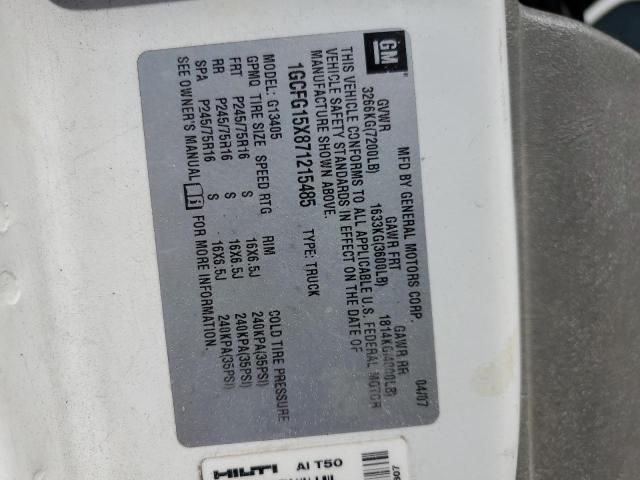 GM
MFD BY GENERAL MOTORS CORP. 04/07
GVWR GAWR FRT GAWR RR
3266KG(7200LB) 1633KG(3600LB) 1814KG(4000LB)
THIS VEHICLE CONFORMS TO ALL APPLICABLE U.S. FEDERAL MOTOR
VEHICLE SAFETY STANDARDS IN EFFECT ON THE DATE OF
MANUFACTURE SHOWN ABOVE.
1GCFG15X871215485 TYPE: TRUCK
MODEL: G13405
GPMQ TIRE SIZE SPEED RTG RIM COLD TIRE PRESSURE
FRT P245/75R16 S 16X6.5J 240KPA(35PSI)
RR P245/75R16 S 16X6.5J 240KPA(35PSI)
SPA P245/75R16 S 16X6.5J 240KPA(35PSI)
SEE OWNER'S MANUAL FOR MORE INFORMATION.
HILTI
AI T50